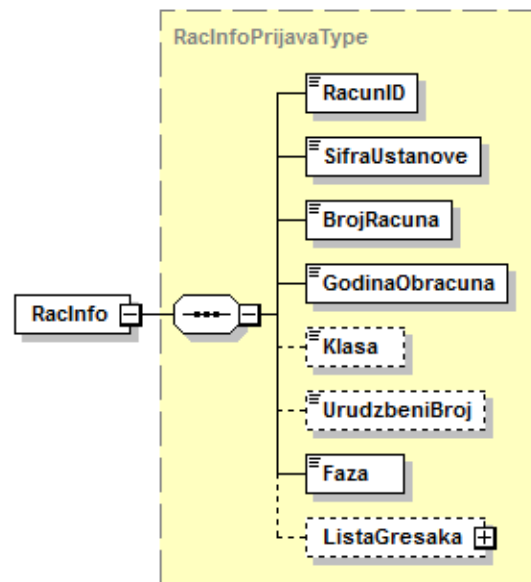 RacInfoPrijavaType
RacunID
SifraUstanove
BrojRacuna
GodinaObracuna
RacInfo
Klasa
UrudzbeniBroj
Faza
ListaGresaka